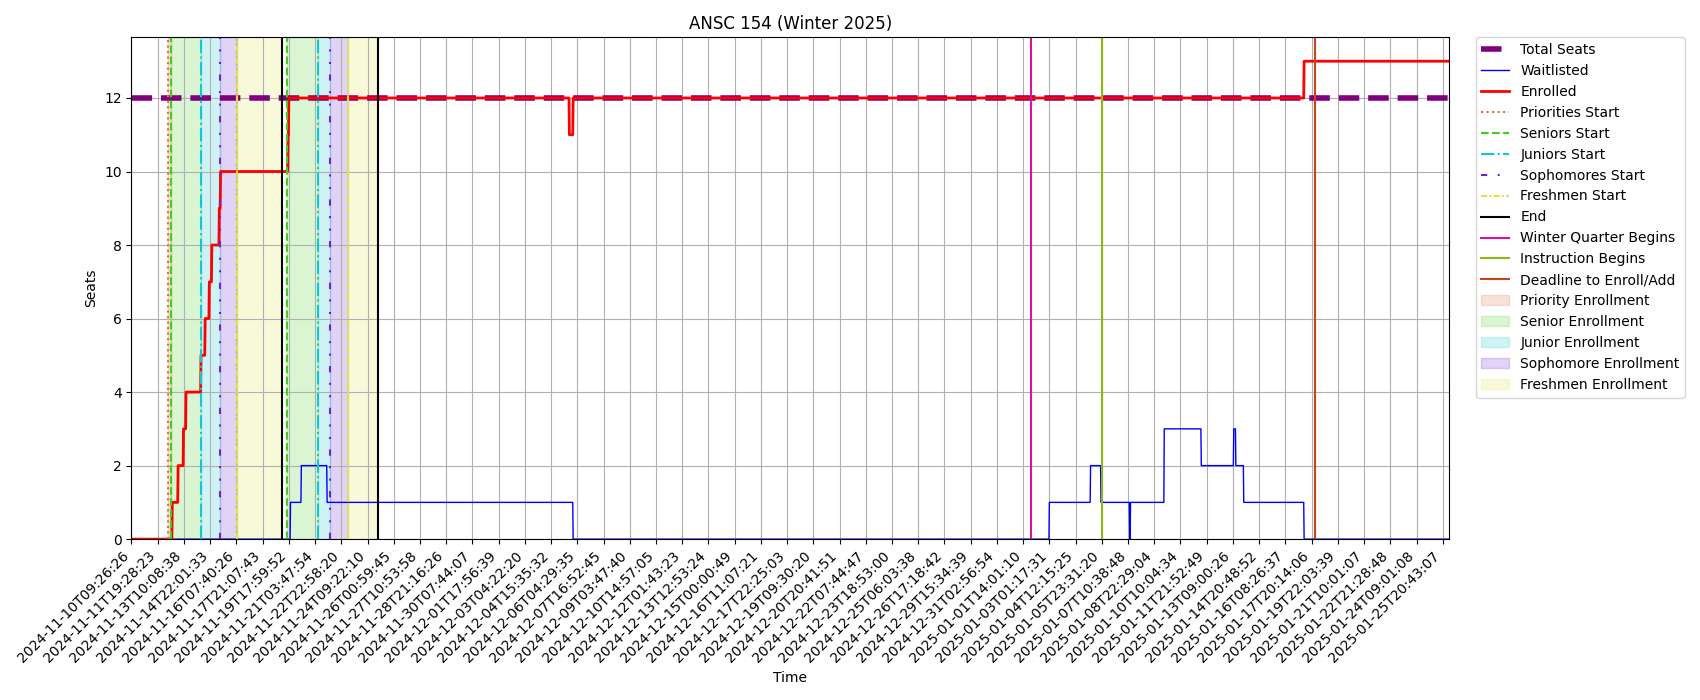 ANSC 154 (Winter 2025)
Seats
12
10
8
6
4
2
0
2024-11-10T09:26:26
2024-11-11T19:28:23
2024-11-13T10:08:38
2024-11-14T22:01:33
2024-11-16T07:40:26
2024-11-17T21:07:43
2024-11-19T17:59:52
2024-11-21T03:47:54
2024-11-22T22:58:20
2024-11-24T09:22:10
2024-11-26T00:59:45
2024-11-27T10:53:58
2024-11-28T21:16:26
2024-11-30T07:44:07
2024-12-01T17:56:39
2024-12-03T04:22:20
2024-12-04T15:35:32
2024-12-06T04:29:35
2024-12-07T16:52:45
2024-12-09T03:47:40
2024-12-10T14:57:05
2024-12-12T01:43:23
2024-12-13T12:53:24
2024-12-15T00:00:49
2024-12-16T11:07:21
2024-12-17T22:25:03
2024-12-19T09:30:20
2024-12-20T20:41:51
2024-12-22T07:44:47
2024-12-23T18:53:00
2024-12-25T06:03:38
2024-12-26T17:18:42
2024-12-29T15:34:39
2024-12-31T02:56:54
2025-01-01T14:01:10
2025-01-03T01:17:31
2025-01-04T12:15:25
2025-01-05T23:31:20
2025-01-07T10:38:48
2025-01-08T22:29:04
2025-01-10T10:04:34
2025-01-11T21:52:49
2025-01-13T09:00:26
2025-01-14T20:48:52
2025-01-16T08:26:37
2025-01-17T20:14:06
2025-01-19T22:03:39
2025-01-21T10:01:07
2025-01-22T21:28:48
2025-01-24T09:01:08
2025-01-25T20:43:07
Time
Total Seats
Waitlisted
Enrolled
Priorities Start
Seniors Start
Juniors Start
Sophomores Start
Freshmen Start
End
Winter Quarter Begins
Instruction Begins
Deadline to Enroll/Add
Priority Enrollment
Senior Enrollment
Junior Enrollment
Sophomore Enrollment
Freshmen Enrollment